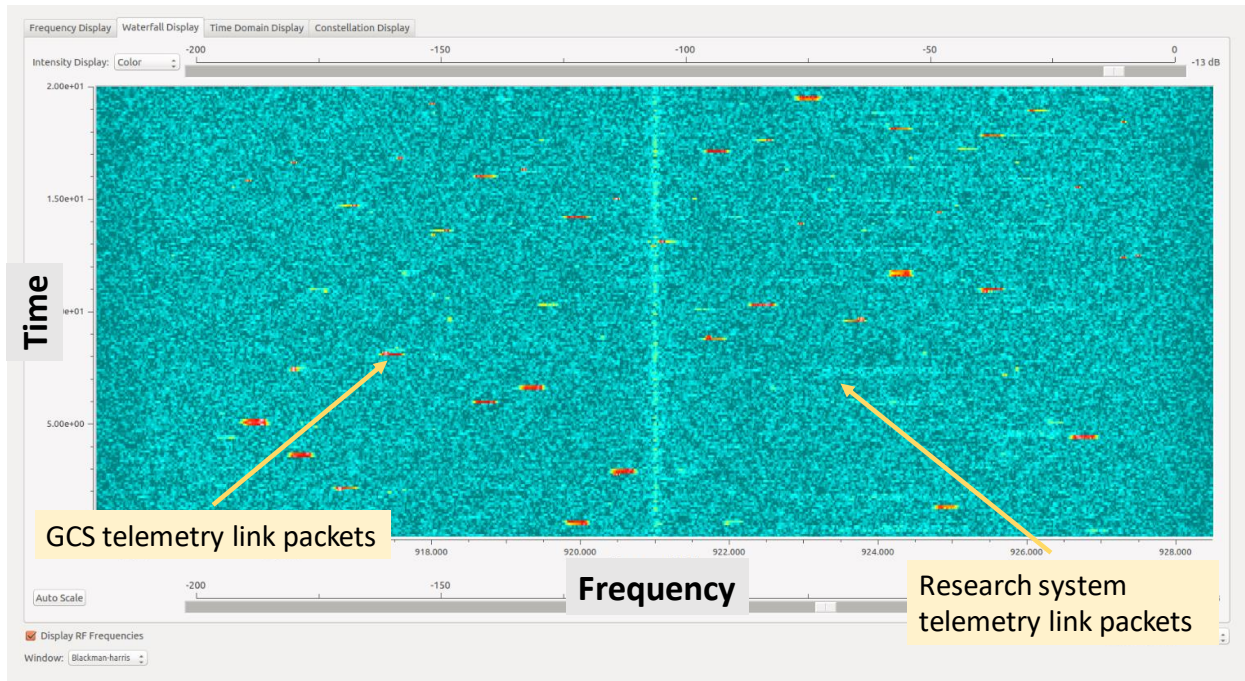 Frequency Display Waterfall Display Time Domain Display Constellation Display
-200 -150 -100 -50 0
Intensity Display: Color -13 dB
2.00e+01
1.50e+01
Time
5.00e+00
GCS telemetry link packets
918.000 920.000 922.000 924.000 926.000 928.000
-200 -150
Frequency
Research system
telemetry link packets
Auto Scale
Display RF Frequencies
Window: Blackman-harris